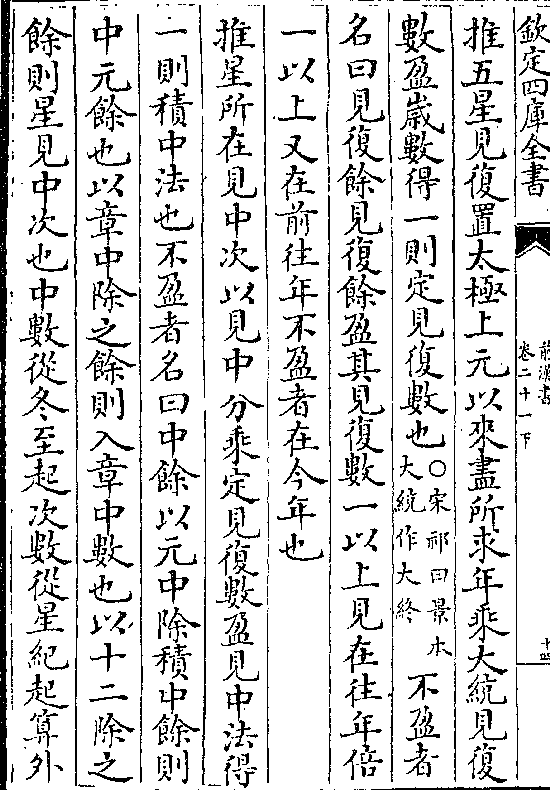 欽定四庫全書
前漢書
卷二十一下
十四
推五星見復置太極上元以來盡所求年乘大統見復
數盈歲數得一則定見復數也○宋祁曰景本大統作大終不盈者
名曰見復餘見復餘盈其見復數一以上見在往年倍
一以上又在前往年不盈者在今年也
推星所在見中次以見中分乘定見復數盈見中法得
一則積中法也不盈者名曰中餘以元中除積中餘則
中元餘也以章中除之餘則入章中數也以十二除之
餘則星見中次也中數從冬至起次數從星紀起算外